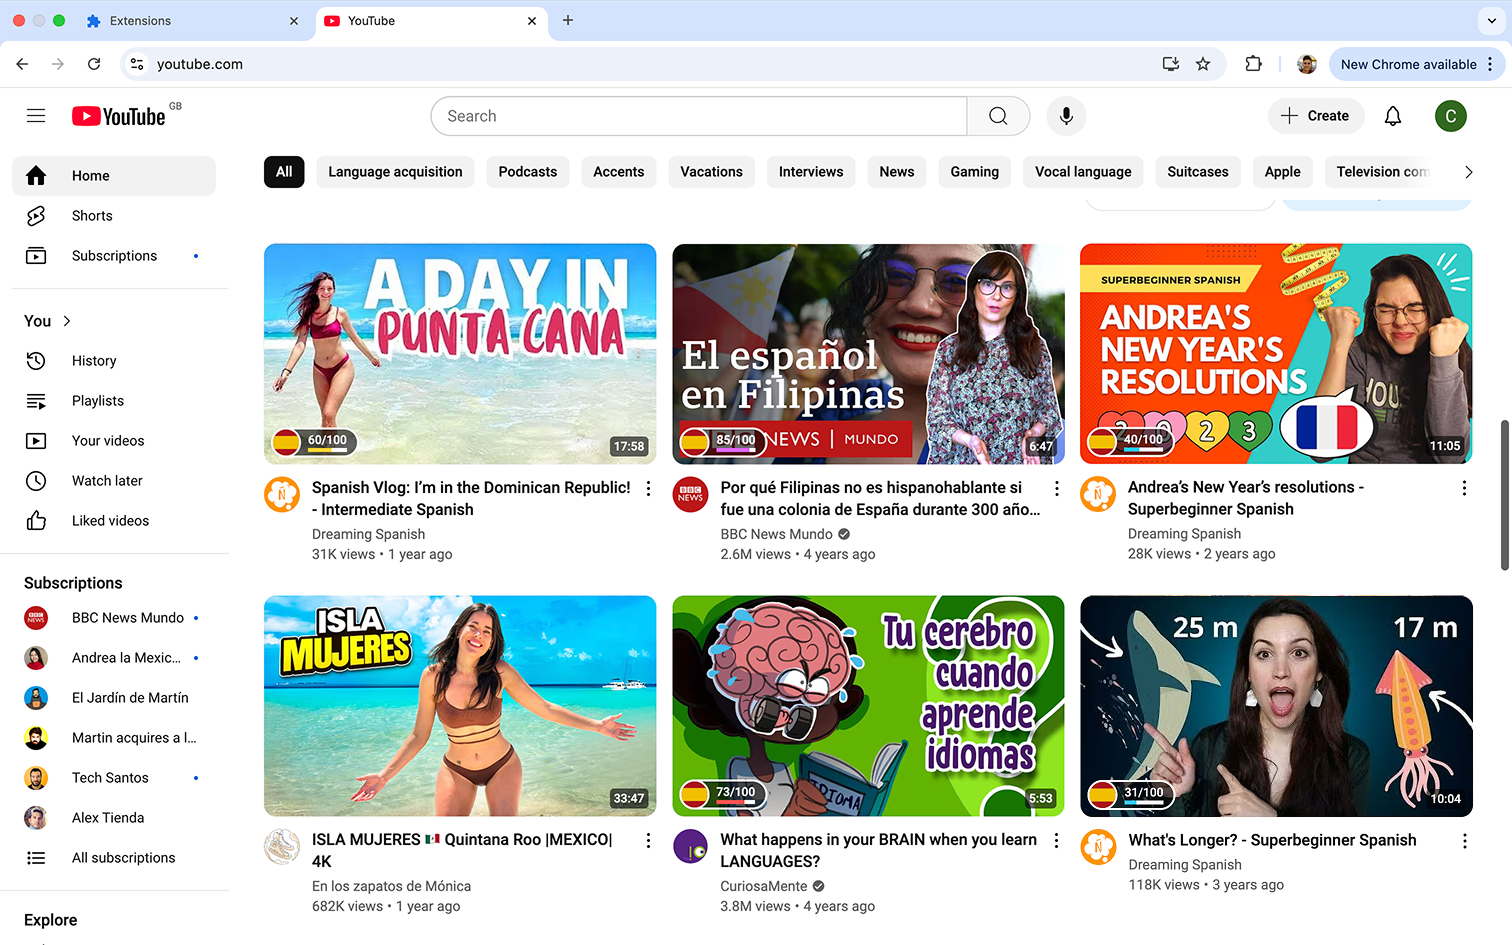 Extensions
YouTube
youtube.com
New Chrome available
YouTube GB
Search
Create
C
Home
Shorts
Subscriptions
You
History
Playlists
Your videos
Watch later
Liked videos
Subscriptions
BBC News Mundo
Andrea la Mexic...
El Jardín de Martín
Martin acquires a l...
Tech Santos
Alex Tienda
All subscriptions
Explore
All
Language acquisition
Podcasts
Accents
Vacations
Interviews
News
Gaming
Vocal language
Suitcases
Apple
Television com
A DAY IN
PUNTA CANA
60/100
17:58
Ñ
Spanish Vlog: I’m in the Dominican Republic!
- Intermediate Spanish
Dreaming Spanish
31K views • 1 year ago
El español
en Filipinas
NEWS | MUNDO
85/100
6:47
BBC
NEWS
Por qué Filipinas no es hispanohablante si
fue una colonia de España durante 300 año...
BBC News Mundo
2.6M views • 4 years ago
SUPERBEGINNER SPANISH
ANDREA'S
NEW YEAR'S
RESOLUTIONS
2 0 2 3
40/100
11:05
Ñ
Andrea’s New Year’s resolutions -
Superbeginner Spanish
Dreaming Spanish
28K views • 2 years ago
ISLA
MUJERES
33:47
ISLA MUJERES 🇲🇽 Quintana Roo |MEXICO|
4K
En los zapatos de Mónica
682K views • 1 year ago
Tu cerebro
cuando
aprende
idiomas
IDIOMA
73/100
5:53
What happens in your BRAIN when you learn
LANGUAGES?
CuriosaMente
3.8M views • 4 years ago
25 m
17 m
31/100
10:04
Ñ
What's Longer? - Superbeginner Spanish
Dreaming Spanish
118K views • 3 years ago